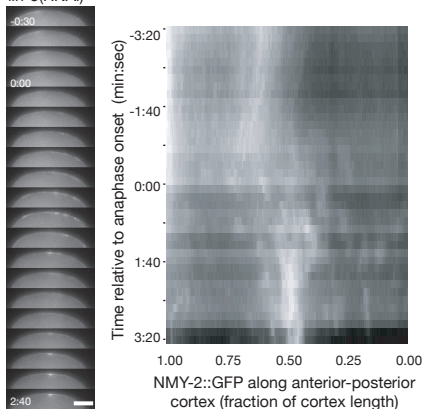 -0:30
0:00
2:40
Time relative to anaphase onset (min:sec)
-3:20
-1:40
0:00
1:40
3:20
1.00 0.75 0.50 0.25 0.00
NMY-2::GFP along anterior-posterior
cortex (fraction of cortex length)